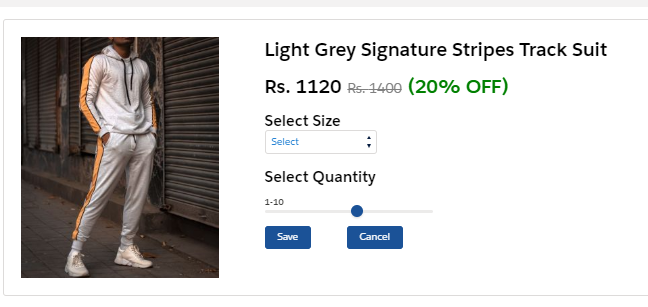 Light Grey Signature Stripes Track Suit
Rs. 1120 Rs. 1400 (20% OFF)
Select Size
Select
Select Quantity
1-10
Save Cancel